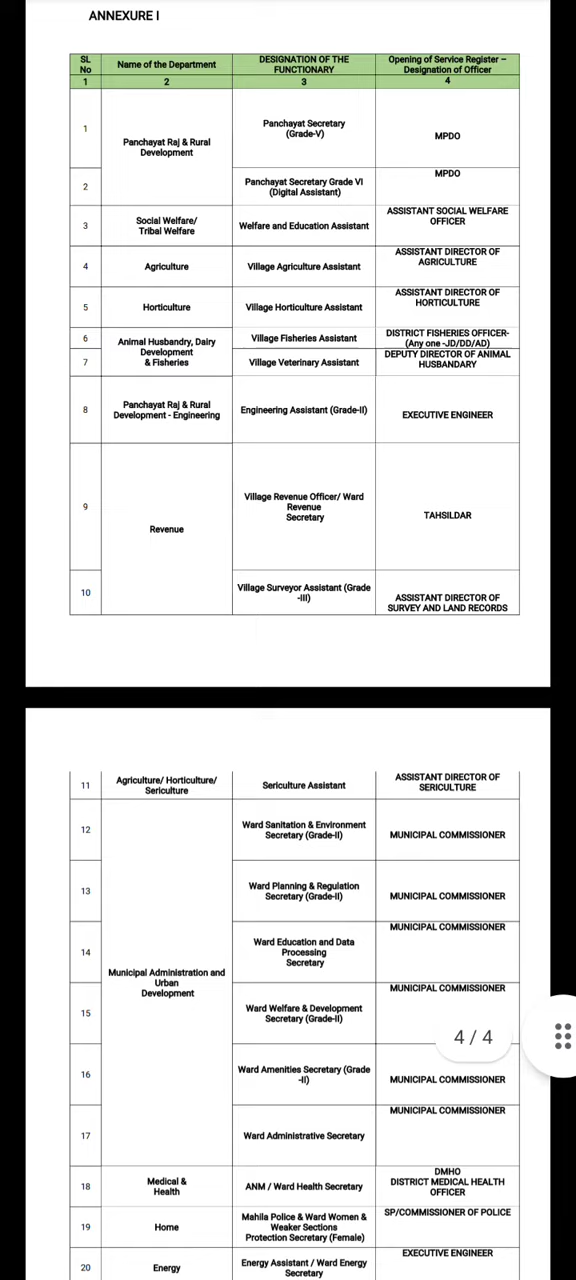 ANNEXURE I
SL
No
Name of the Department
DESIGNATION OF THE
FUNCTIONARY
Opening of Service Register –
Designation of Officer
1
2
3
4
1
Panchayat Raj & Rural
Development
Panchayat Secretary
(Grade-V)
MPDO
2
Panchayat Secretary Grade VI
(Digital Assistant)
MPDO
3
Social Welfare/
Tribal Welfare
Welfare and Education Assistant
ASSISTANT SOCIAL WELFARE
OFFICER
4
Agriculture
Village Agriculture Assistant
ASSISTANT DIRECTOR OF
AGRICULTURE
5
Horticulture
Village Horticulture Assistant
ASSISTANT DIRECTOR OF
HORTICULTURE
6
Animal Husbandry, Dairy
Development
& Fisheries
Village Fisheries Assistant
DISTRICT FISHERIES OFFICER-
(Any one -JD/DD/AD)
7
Village Veterinary Assistant
DEPUTY DIRECTOR OF ANIMAL
HUSBANDARY
8
Panchayat Raj & Rural
Development - Engineering
Engineering Assistant (Grade-II)
EXECUTIVE ENGINEER
9
Revenue
Village Revenue Officer/ Ward
Revenue
Secretary
TAHSILDAR
10
Village Surveyor Assistant (Grade
-III)
ASSISTANT DIRECTOR OF
SURVEY AND LAND RECORDS
11
Agriculture/ Horticulture/
Sericulture
Sericulture Assistant
ASSISTANT DIRECTOR OF
SERICULTURE
12
Municipal Administration and
Urban
Development
Ward Sanitation & Environment
Secretary (Grade-II)
MUNICIPAL COMMISSIONER
13
Ward Planning & Regulation
Secretary (Grade-II)
MUNICIPAL COMMISSIONER
14
Ward Education and Data
Processing
Secretary
MUNICIPAL COMMISSIONER
15
Ward Welfare & Development
Secretary (Grade-II)
MUNICIPAL COMMISSIONER
4 / 4
16
Ward Amenities Secretary (Grade
-II)
MUNICIPAL COMMISSIONER
17
Ward Administrative Secretary
MUNICIPAL COMMISSIONER
18
Medical &
Health
ANM / Ward Health Secretary
DMHO
DISTRICT MEDICAL HEALTH
OFFICER
19
Home
Mahila Police & Ward Women &
Weaker Sections
Protection Secretary (Female)
SP/COMMISSIONER OF POLICE
20
Energy
Energy Assistant / Ward Energy
Secretary
EXECUTIVE ENGINEER